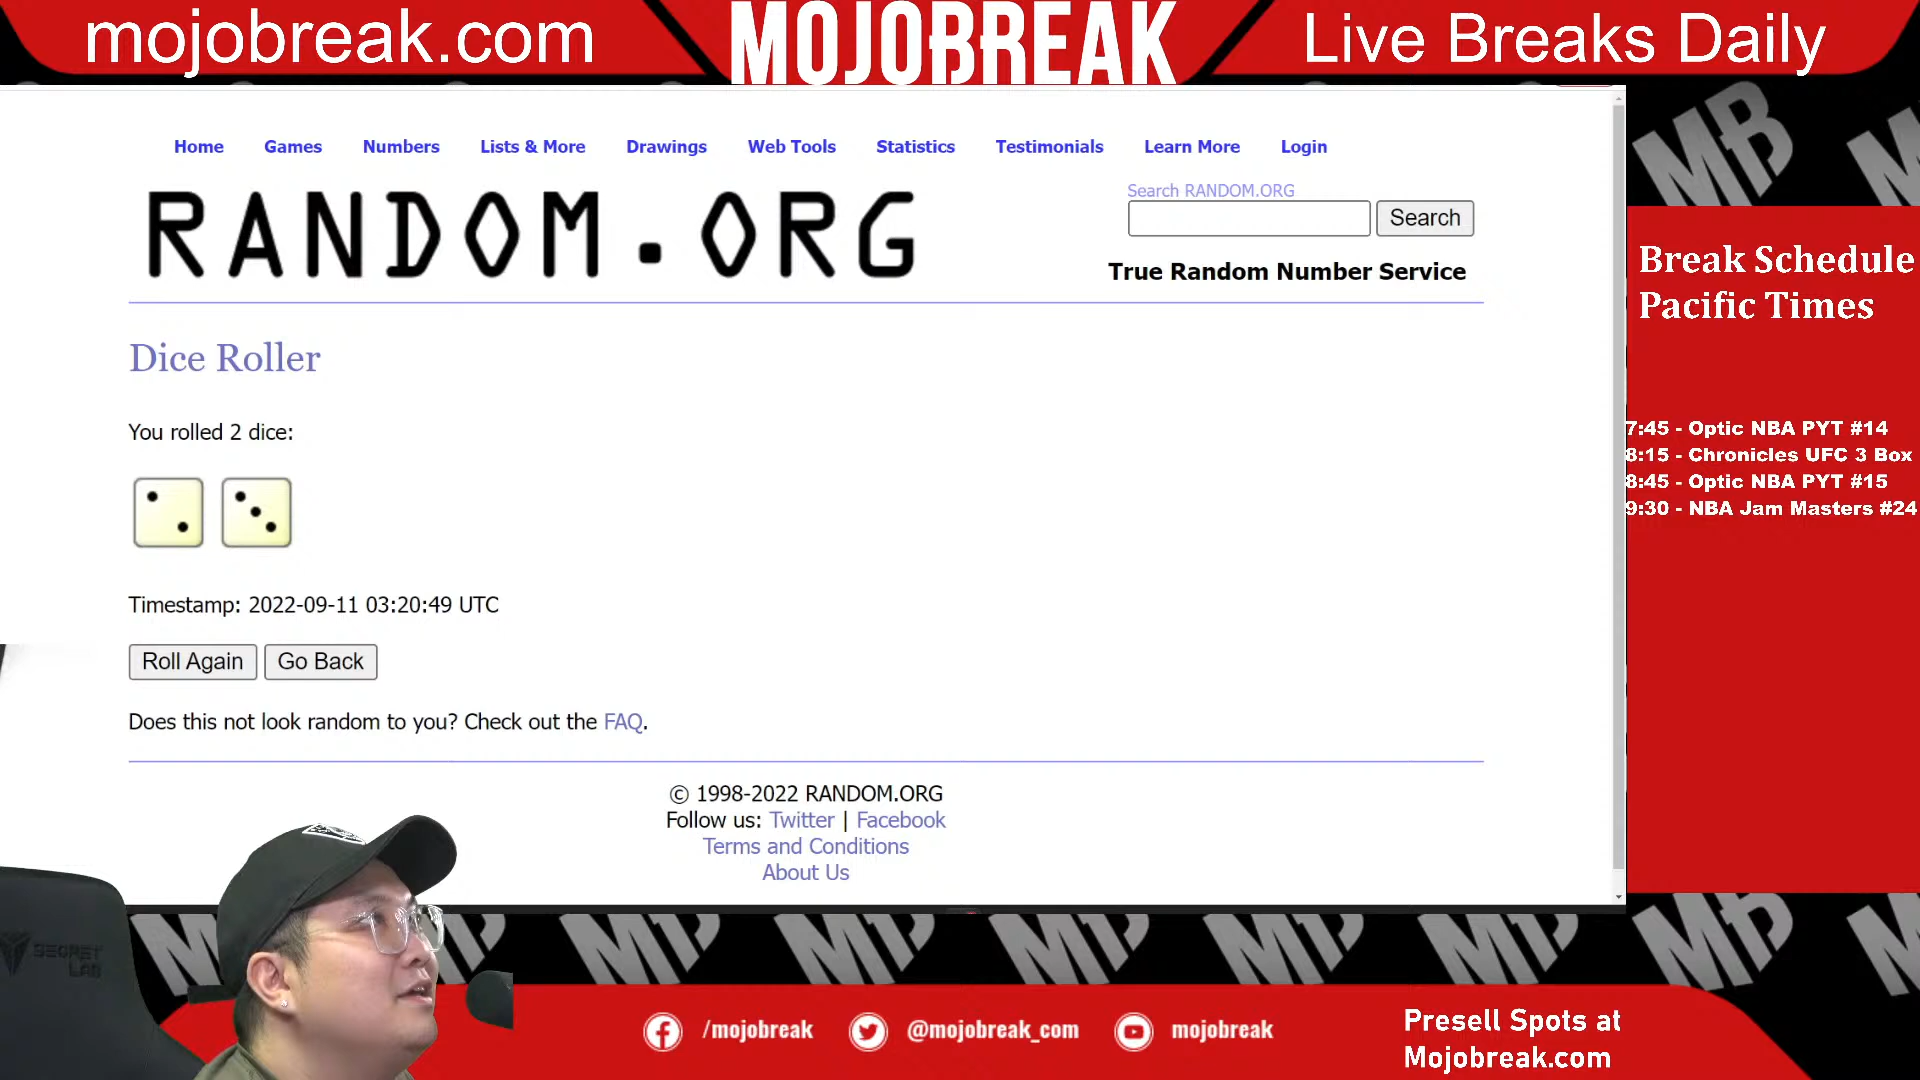 mojobreak.com
MOJOBREAK
Live Breaks Daily
Home Games Numbers Lists & More Drawings Web Tools Statistics Testimonials Learn More Login
RANDOM.ORG
Search RANDOM.ORG
Search
True Random Number Service
Dice Roller
You rolled 2 dice:
Timestamp: 2022-09-11 03:20:49 UTC
Roll Again Go Back
Does this not look random to you? Check out the FAQ.
© 1998-2022 RANDOM.ORG
Follow us: Twitter | Facebook
Terms and Conditions
About Us
MB
Break Schedule
Pacific Times
7:45 - Optic NBA PYT #14
8:15 - Chronicles UFC 3 Box
8:45 - Optic NBA PYT #15
9:30 - NBA Jam Masters #24
SECRET
LAB
/mojobreak
@mojobreak_com
mojobreak
Presell Spots at
Mojobreak.com